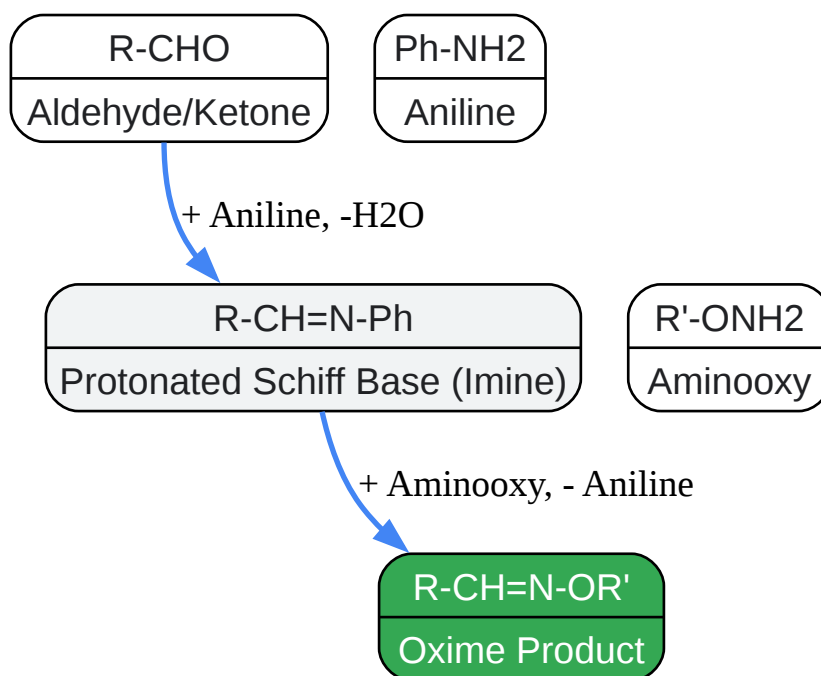 R-CHO
Aldehyde/Ketone
Ph-NH2
Aniline
+ Aniline, -H2O
R-CH=N-Ph
Protonated Schiff Base (Imine)
R'-ONH2
Aminooxy
+ Aminooxy, - Aniline
R-CH=N-OR'
Oxime Product